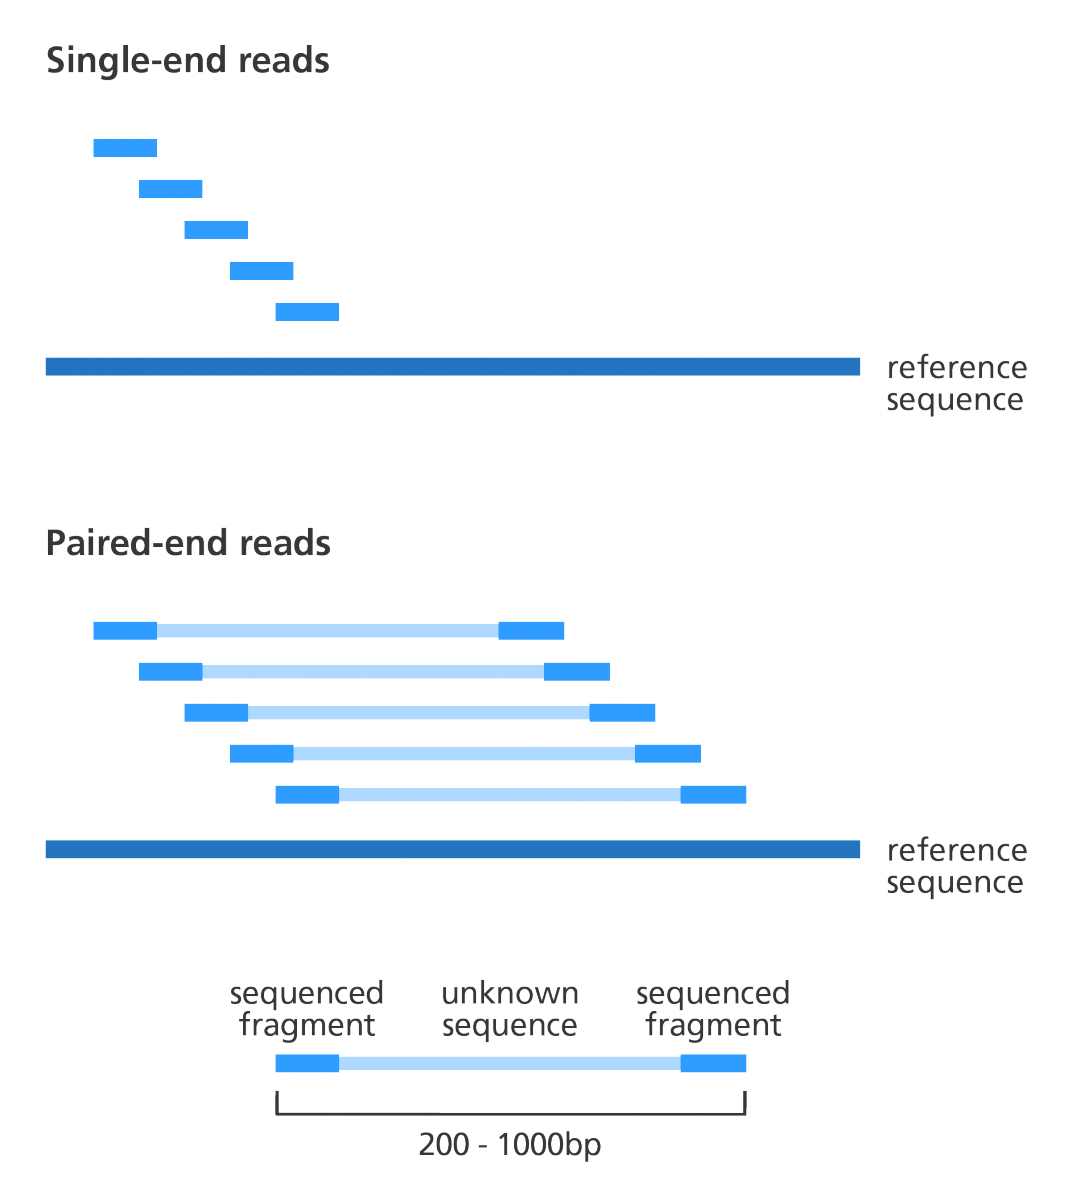 Single-end reads
reference
sequence
Paired-end reads
reference
sequence
sequenced
fragment
unknown
sequence
sequenced
fragment
200 - 1000bp